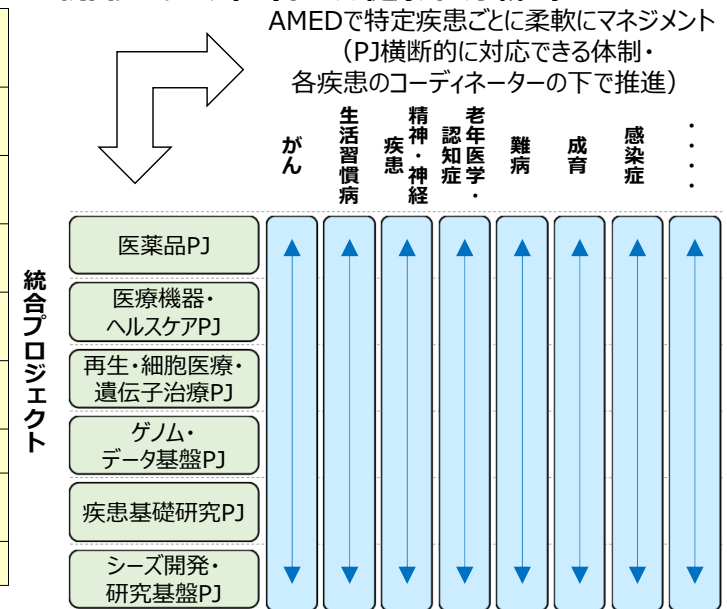 AMEDで特定疾患ごとに柔軟にマネジメント
（PJ横断的に対応できる体制・
各疾患のコーディネーターの下で推進）
がん
生活習慣病
精神・神経
疾患
老年医学・
認知症
難病
成育
感染症
・・・・
統合プロジェクト
医薬品PJ
医療機器・
ヘルスケアPJ
再生・細胞医療・
遺伝子治療PJ
ゲノム・
データ基盤PJ
疾患基礎研究PJ
シーズ開発・
研究基盤PJ